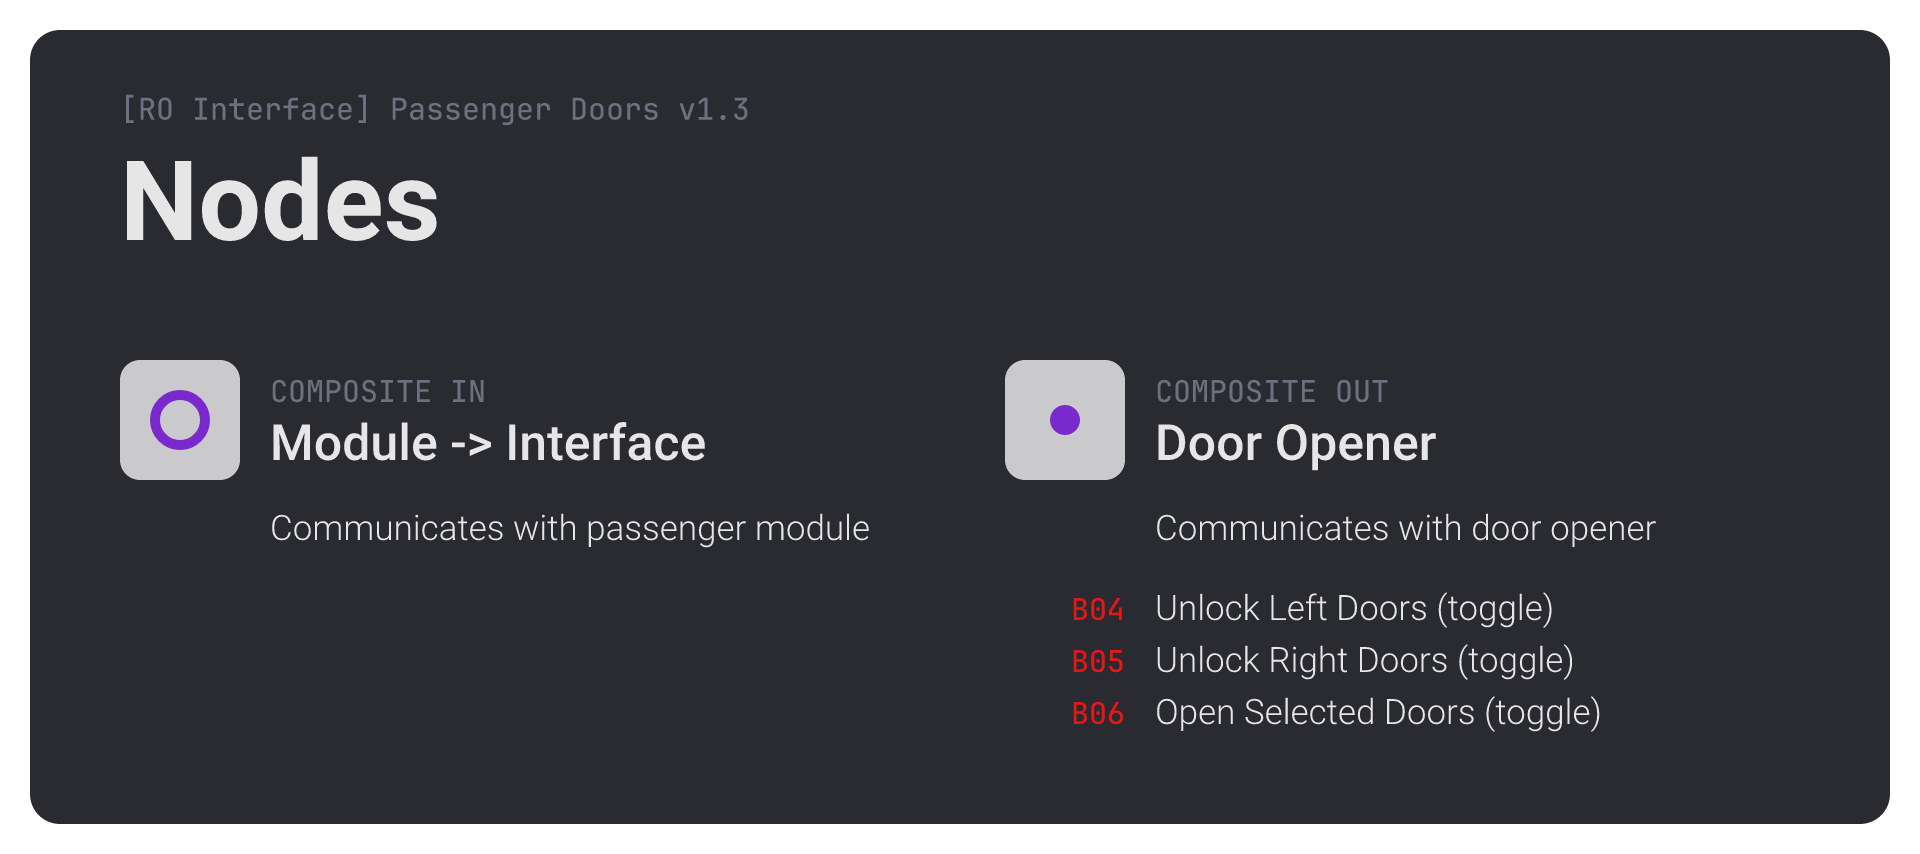 [RO Interface] Passenger Doors v1.3
Nodes
COMPOSITE IN
Module -> Interface
Communicates with passenger module
COMPOSITE OUT
Door Opener
Communicates with door opener
B04 Unlock Left Doors (toggle)
B05 Unlock Right Doors (toggle)
B06 Open Selected Doors (toggle)